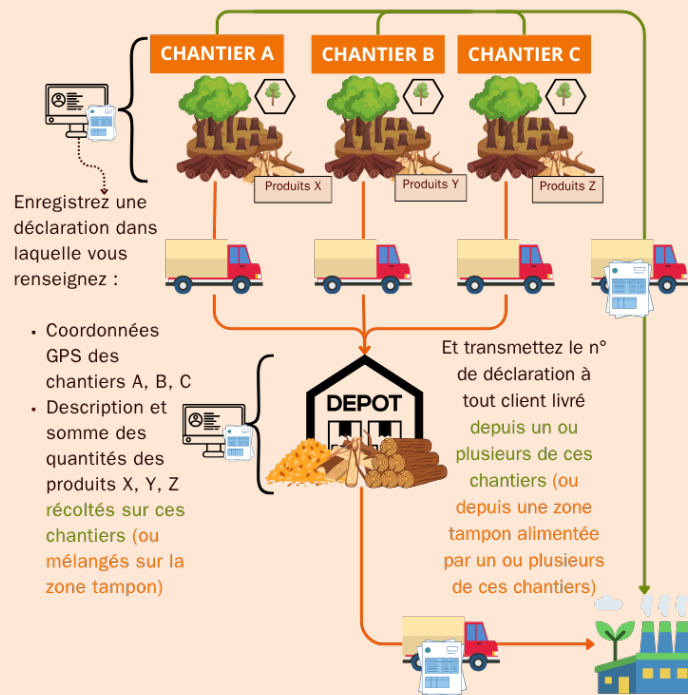 CHANTIER A
CHANTIER B
CHANTIER C
Produits X
Produits Y
Produits Z
Enregistrez une
déclaration dans
laquelle vous
renseignez :
• Coordonnées
GPS des
chantiers A, B, C
• Description et
somme des
quantités des
produits X, Y, Z
récoltés sur ces
chantiers (ou
mélangés sur la
zone tampon)
DEPOT
Et transmettez le n°
de déclaration à
tout client livré
depuis un ou
plusieurs de ces
chantiers (ou
depuis une zone
tampon alimentée
par un ou plusieurs
de ces chantiers)